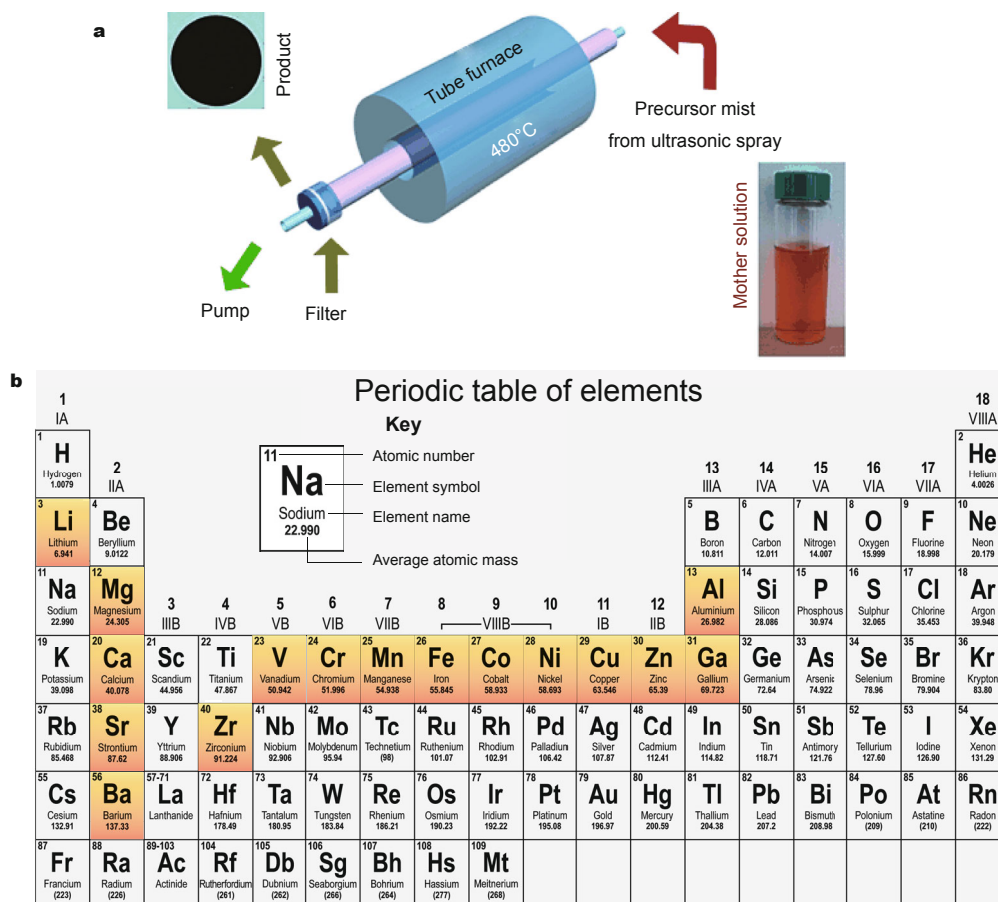 a
Product
Tube furnace
480°C
Precursor mist
from ultrasonic spray
Mother solution
Pump
Filter
b
Periodic table of elements
1
IA
18
VIIIA
Key
11
Na
Sodium
22.990
Atomic number
Element symbol
Element name
Average atomic mass
1
H
Hydrogen
1.0079
2
IIA
13
IIIA
14
IVA
15
VA
16
VIA
17
VIIA
2
He
Helium
4.0026
3
Li
Lithium
6.941
4
Be
Beryllium
9.0122
5
B
Boron
10.811
6
C
Carbon
12.011
7
N
Nitrogen
14.007
8
O
Oxygen
15.999
9
F
Fluorine
18.998
10
Ne
Neon
20.179
11
Na
Sodium
22.990
12
Mg
Magnesium
24.305
3
IIIB
4
IVB
5
VB
6
VIB
7
VIIB
8
9
10
VIIIB
11
IB
12
IIB
13
Al
Aluminium
26.982
14
Si
Silicon
28.086
15
P
Phosphous
30.974
16
S
Sulphur
32.065
17
Cl
Chlorine
35.453
18
Ar
Argon
39.948
19
K
Potassium
39.098
20
Ca
Calcium
40.078
21
Sc
Scandium
44.956
22
Ti
Titanium
47.867
23
V
Vanadium
50.942
24
Cr
Chromium
51.996
25
Mn
Manganese
54.938
26
Fe
Iron
55.845
27
Co
Cobalt
58.933
28
Ni
Nickel
58.693
29
Cu
Copper
63.546
30
Zn
Zinc
65.39
31
Ga
Gallium
69.723
32
Ge
Germanium
72.64
33
As
Arsenic
74.922
34
Se
Selenium
78.96
35
Br
Bromine
79.904
36
Kr
Krypton
83.80
37
Rb
Rubidium
85.468
38
Sr
Strontium
87.62
39
Y
Yttrium
88.906
40
Zr
Zirconium
91.224
41
Nb
Niobium
92.906
42
Mo
Molybdenum
95.94
43
Tc
Technetium
(98)
44
Ru
Ruthenium
101.07
45
Rh
Rhodium
102.91
46
Pd
Palladiun
106.42
47
Ag
Silver
107.87
48
Cd
Cadmium
112.41
49
In
Indium
114.82
50
Sn
Tin
118.71
51
Sb
Antimory
121.76
52
Te
Tellurium
127.60
53
I
Iodine
126.90
54
Xe
Xenon
131.29
55
Cs
Cesium
132.91
56
Ba
Barium
137.33
57-71
La
Lanthanide
72
Hf
Hafnium
178.49
73
Ta
Tantalum
180.95
74
W
Tungsten
183.84
75
Re
Rhenium
186.21
76
Os
Osmium
190.23
77
Ir
Iridium
192.22
78
Pt
Platinum
195.08
79
Au
Gold
196.97
80
Hg
Mercury
200.59
81
Tl
Thallium
204.38
82
Pb
Lead
207.2
83
Bi
Bismuth
208.98
84
Po
Polonium
(209)
85
At
Astatine
(210)
86
Rn
Radon
(222)
87
Fr
Francium
(223)
88
Ra
Radium
(226)
89-103
Ac
Actinide
104
Rf
Rutherfordium
(261)
105
Db
Dubnium
(262)
106
Sg
Seaborgium
(266)
107
Bh
Bohrium
(264)
108
Hs
Hassium
(277)
109
Mt
Meitnerium
(268)